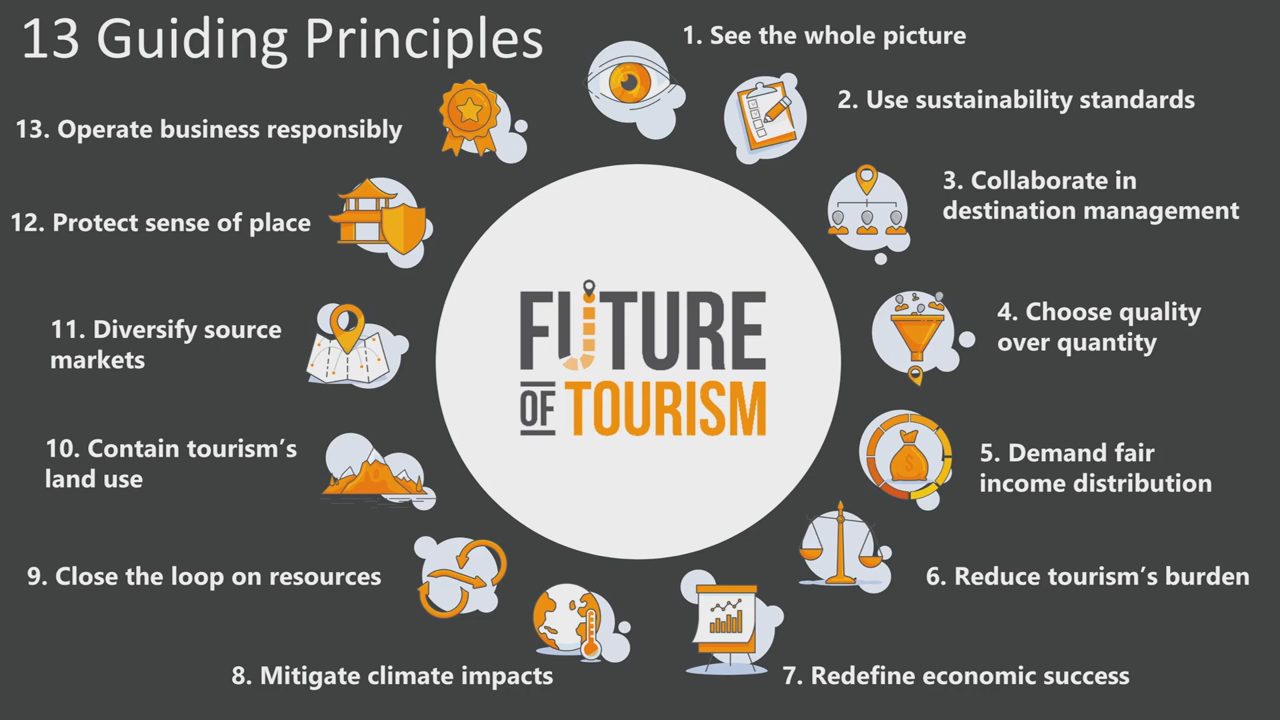 13 Guiding Principles
1. See the whole picture
2. Use sustainability standards
3. Collaborate in
destination management
4. Choose quality
over quantity
5. Demand fair
income distribution
6. Reduce tourism’s burden
7. Redefine economic success
8. Mitigate climate impacts
9. Close the loop on resources
10. Contain tourism’s
land use
11. Diversify source
markets
12. Protect sense of place
13. Operate business responsibly
FUTURE
OF TOURISM
$